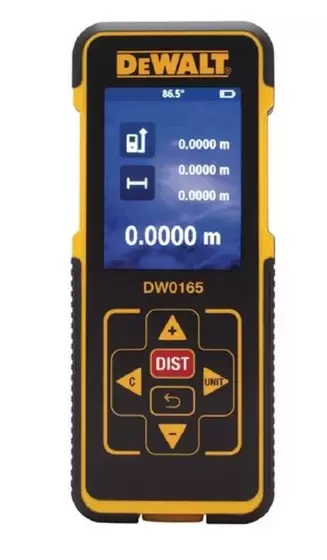 DEWALT®
86.5°
0.0000 m
0.0000 m
0.0000 m
0.0000 m
DW0165
+
DIST
C
UNIT
−